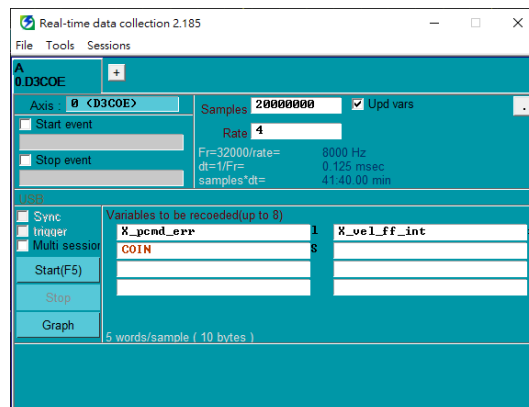 Real-time data collection 2.185
File Tools Sessions
A
0.D3COE
+
Axis : 0 <D3COE>
Start event
Stop event
Samples 20000000
Upd vars
Rate 4
Fr=32000/rate= 8000 Hz
dt=1/Fr= 0.125 msec
samples*dt= 41:40.00 min
USB
Sync
trigger
Multi session
Start(F5)
Stop
Graph
Variables to be recoeded(up to 8)
X_pcmd_err l X_vel_ff_int
COIN S
5 words/sample ( 10 bytes )